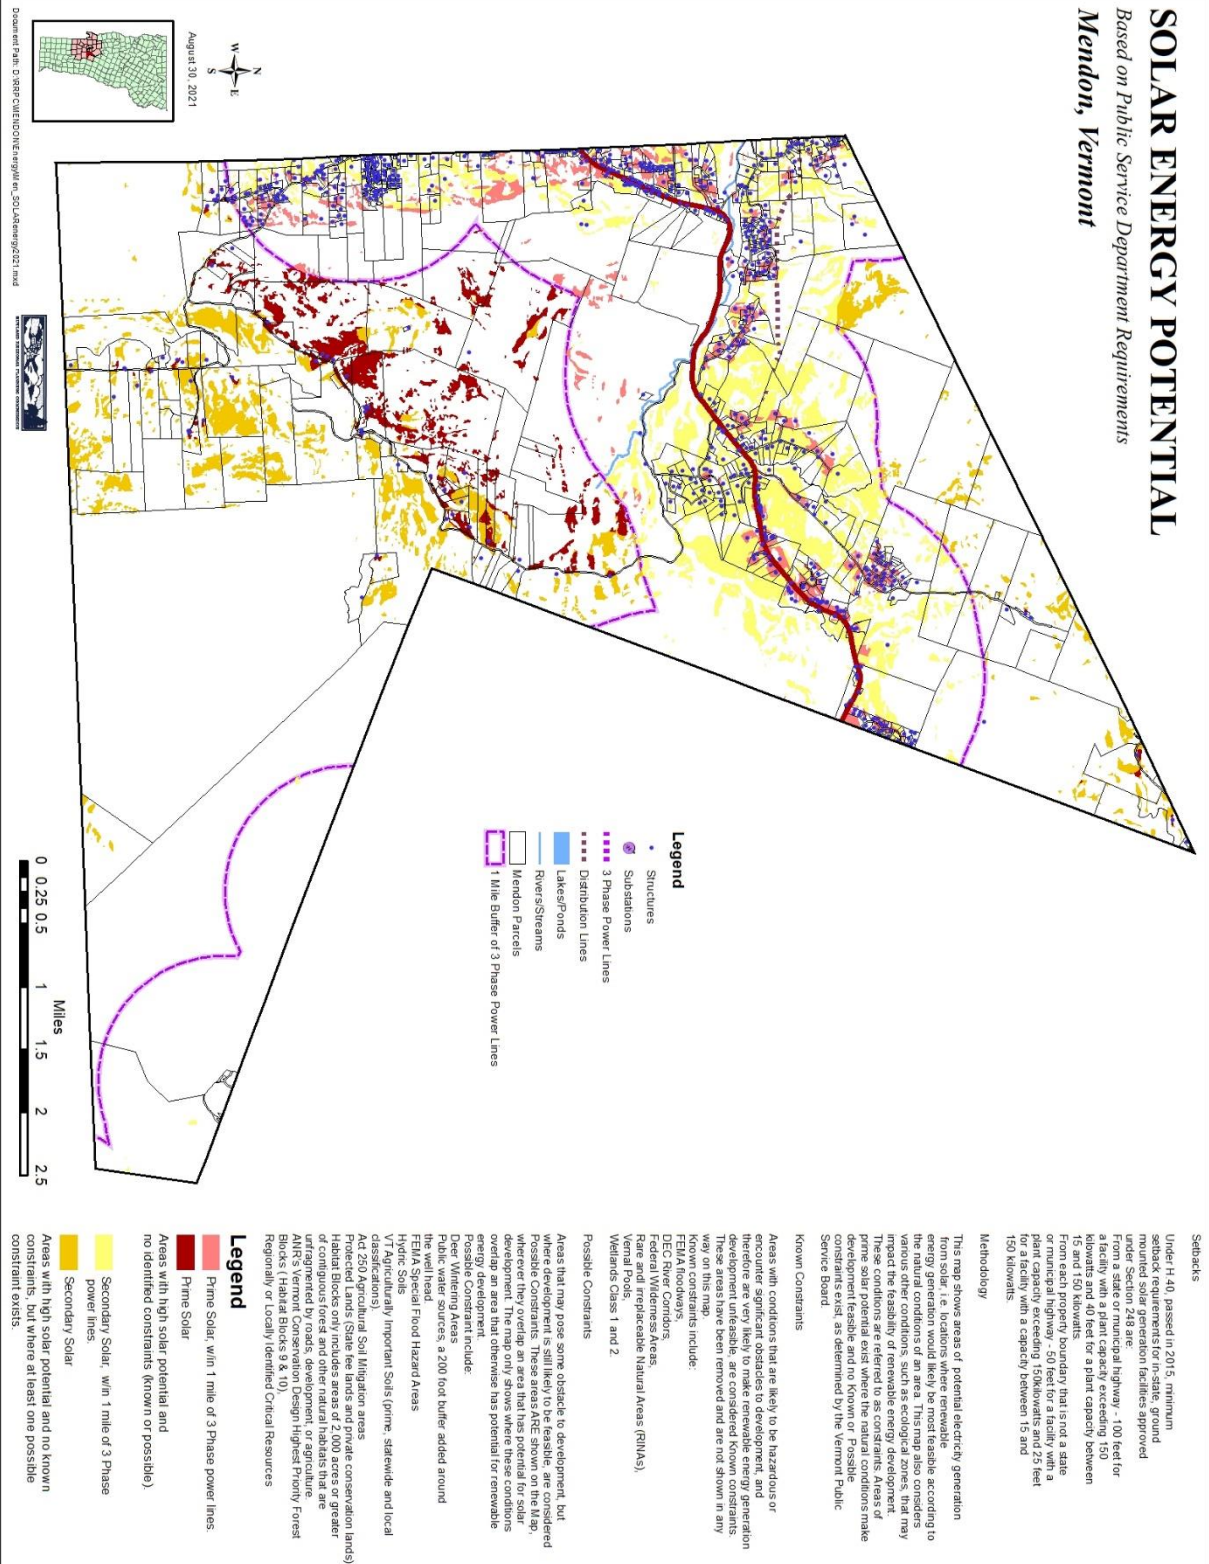 SOLAR ENERGY POTENTIAL
Based on Public Service Department Requirements
Mendon, Vermont
N
W
E
S
August 30, 2021
Legend
Structures
Substations
3 Phase Power Lines
Distribution Lines
Lakes/Ponds
Rivers/Streams
Mendon Parcels
1 Mile Buffer of 3 Phase Power Lines
Miles
0 0.25 0.5 1 1.5 2 2.5
Setbacks
Under H.40, passed in 2015, minimum
setback requirements for in-state, ground
mounted solar generation facilities approved
under Section 248 are:
From a state or municipal highway - 100 feet for
a facility with a plant capacity exceeding 150
kilowatts and 40 feet for a plant capacity between
15 and 150 kilowatts.
From each property boundary that is not a state
or municipal highway - 50 feet for a facility with a
plant capacity exceeding 150kilowatts and 25 feet
for a facility with a capacity between 15 and
150 kilowatts.
Methodology
This map shows areas of potential electricity generation
from solar, i.e. locations where renewable
energy generation would likely be most feasible according to
the natural conditions of an area. This map also considers
various other conditions, such as ecological zones, that may
impact the feasibility of renewable energy development.
These conditions are referred to as constraints. Areas of
prime solar potential exist where the natural conditions make
development feasible and no Known or Possible
constraints exist, as determined by the Vermont Public
Service Board.
Known Constraints
Areas with conditions that are likely to be hazardous or
encounter significant obstacles to development, and
therefore are very likely to make renewable energy generation
development unfeasible, are considered Known constraints.
These areas have been removed and are not shown in any
way on this map.
Known constraints include:
FEMA floodways,
DEC River Corridors,
Federal Wilderness Areas,
Rare and Irreplaceable Natural Areas (RINAs),
Vernal Pools,
Wetlands Class 1 and 2.
Possible Constraints
Areas that may pose some obstacle to development, but
where development is still likely to be feasible, are considered
Possible Constraints. These areas ARE shown on the Map,
wherever they overlap an area that has potential for solar
development. The map only shows where these conditions
overlap an area that otherwise has potential for renewable
energy development.
Possible Constraint include:
Deer Wintering Areas
Public water sources, a 200 foot buffer added around
the well head.
FEMA Special Flood Hazard Areas
Hydric Soils
VT Agriculturally Important Soils (prime, statewide and local
classifications),
Act 250 Agricultural Soil Mitigation areas
Protected Lands (State fee lands and private conservation lands)
Habitat Blocks only includes areas of 2,000 acres or greater
of contiguous forest and other natural habitats that are
unfragmented by roads, development, or agriculture.
ANR's Vermont Conservation Design Highest Priority Forest
Blocks ( Habitat Blocks 9 & 10),
Regionally or Locally Identified Critical Resources
Legend
Prime Solar, w/in 1 mile of 3 Phase power lines.
Prime Solar
Areas with high solar potential and
no identified constraints (known or possible).
Secondary Solar, w/in 1 mile of 3 Phase
power lines.
Secondary Solar
Areas with high solar potential and no known
constraints, but where at least one possible
constraint exists.